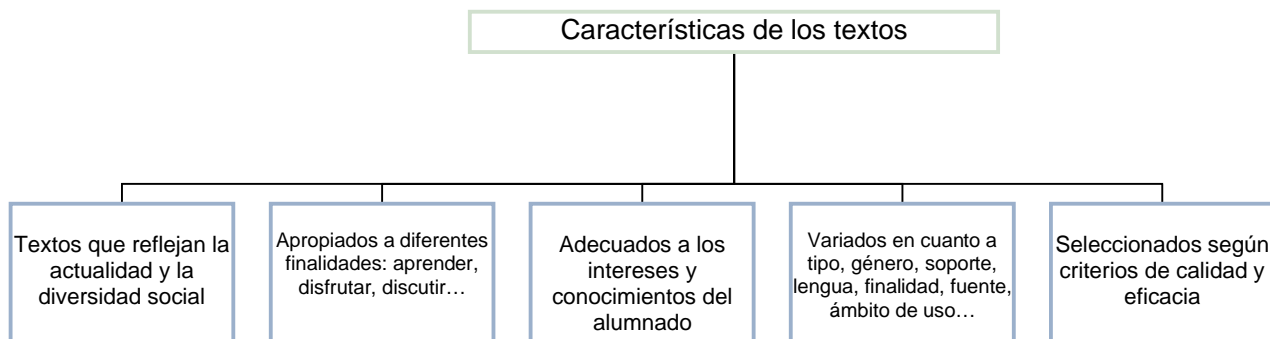 Características de los textos
Textos que reflejan la
actualidad y la
diversidad social
Apropiados a diferentes
finalidades: aprender,
disfrutar, discutir…
Adecuados a los
intereses y
conocimientos del
alumnado
Variados en cuanto a
tipo, género, soporte,
lengua, finalidad, fuente,
ámbito de uso…
Seleccionados según
criterios de calidad y
eficacia